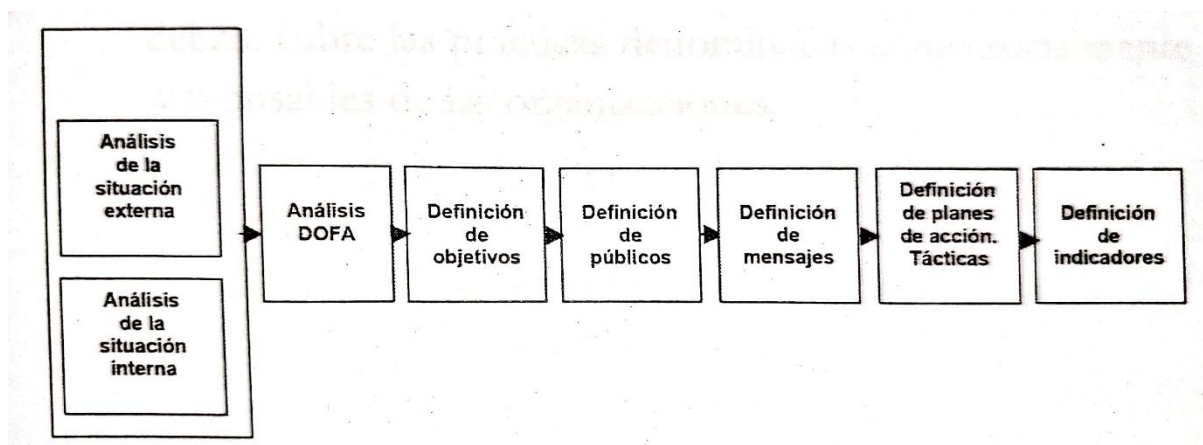 Análisis
de la
situación
externa
Análisis
de la
situación
interna
Análisis
DOFA
Definición
de
objetivos
Definición
de
públicos
Definición
de
mensajes
Definición
de planes
de acción.
Tácticas
Definición
de
indicadores